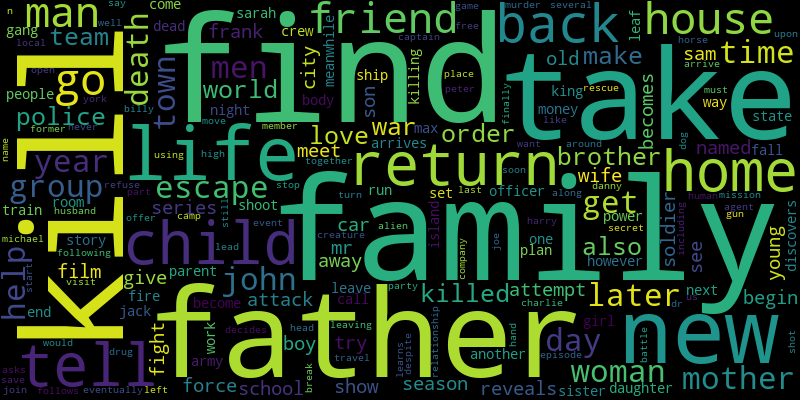 man
gang
team
go
police
people
name
former
never
year
group
room
train
husband
michael
story
following
film
visit
help
start
end
would
drug
tell
asks
save
join
follows
eventually
left
kill
death
town
billy
come
dead
sarah
frank
men
world
night
move
life
member
using
high
refuse
part
escape
camp
offer
series
child
still
shoot
event
lead
stop
parent
give
fire
jack
become
fight
work
army
decides
force
school
father
john
attack
head
boy
break
find
friend
crew
city
meanwhile
ship
body
son
killing
place
peter
captain
love
war
max
meet
arrives
together
order
finally
return
brother
family
run
set
last
officer
soon
along
turn
car
mr
alien
away
creature
island
company
joe
one
plan
harry
leave
call
party
killed
attempt
leaving
try
travel
charlie
learns
despite
relationship
hand
another
episode
show
season
reveals
sister
daughter
girl
day
back
game
say
well
murder
several
free
house
leaf
horse
upon
arrive
sam
time
old
make
king
money
like
rescue
must
way
state
becomes
take
want
around
dog
named
fall
home
wife
danny
get
power
secret
also
however
soldier
including
see
human
mission
agent
gun
young
discovers
later
next
dr
us
begin
new
battle
shot
woman
mother
local
open
york
n